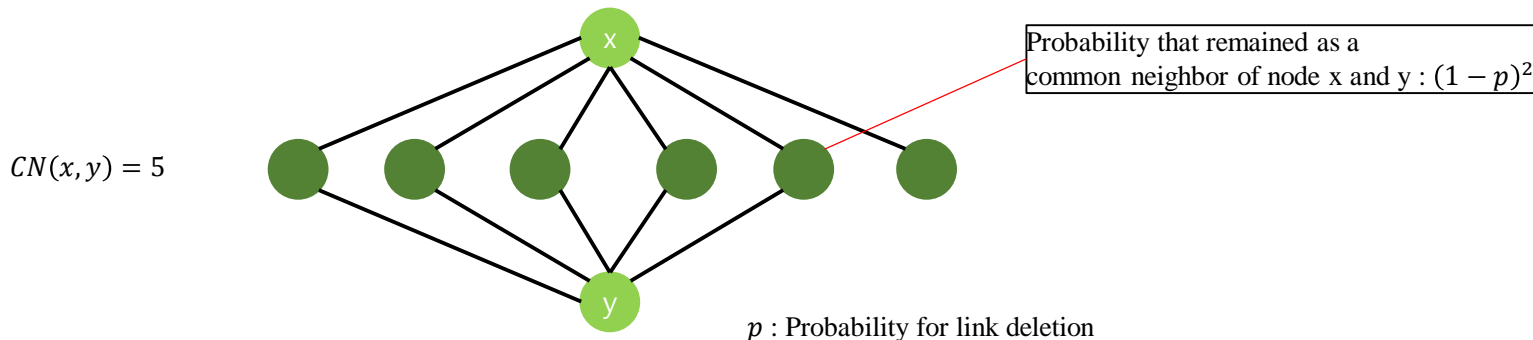 x
Probability that remained as a
common neighbor of node x and y : (1 − p)²
CN(x, y) = 5
y
p : Probability for link deletion